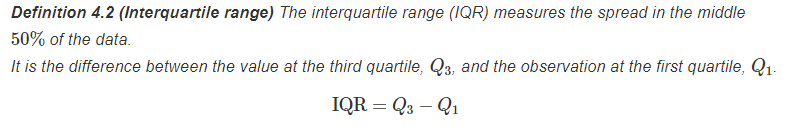 Definition 4.2 (Interquartile range) The interquartile range (IQR) measures the spread in the middle
50% of the data.
It is the difference between the value at the third quartile, Q₃, and the observation at the first quartile, Q₁.
IQR = Q₃ − Q₁